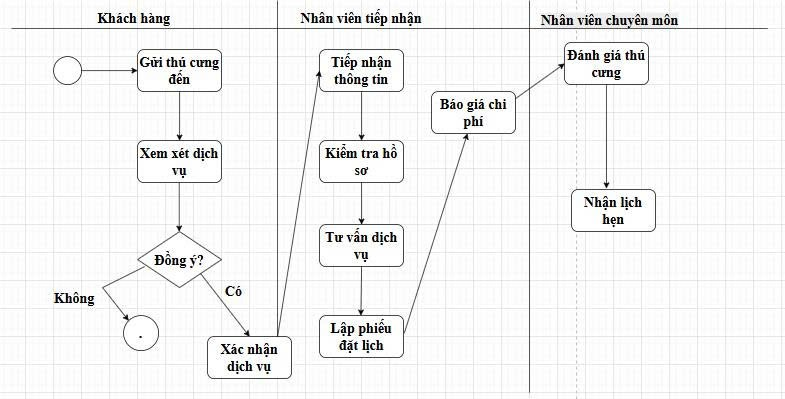 Khách hàng
Nhân viên tiếp nhận
Nhân viên chuyên môn
Gửi thú cưng
đến
Xem xét dịch
vụ
Đồng ý?
Không
Có
.
Xác nhận
dịch vụ
Tiếp nhận
thông tin
Kiểm tra hồ
sơ
Tư vấn dịch
vụ
Lập phiếu
đặt lịch
Báo giá chi
phí
Đánh giá thú
cưng
Nhận lịch
hẹn